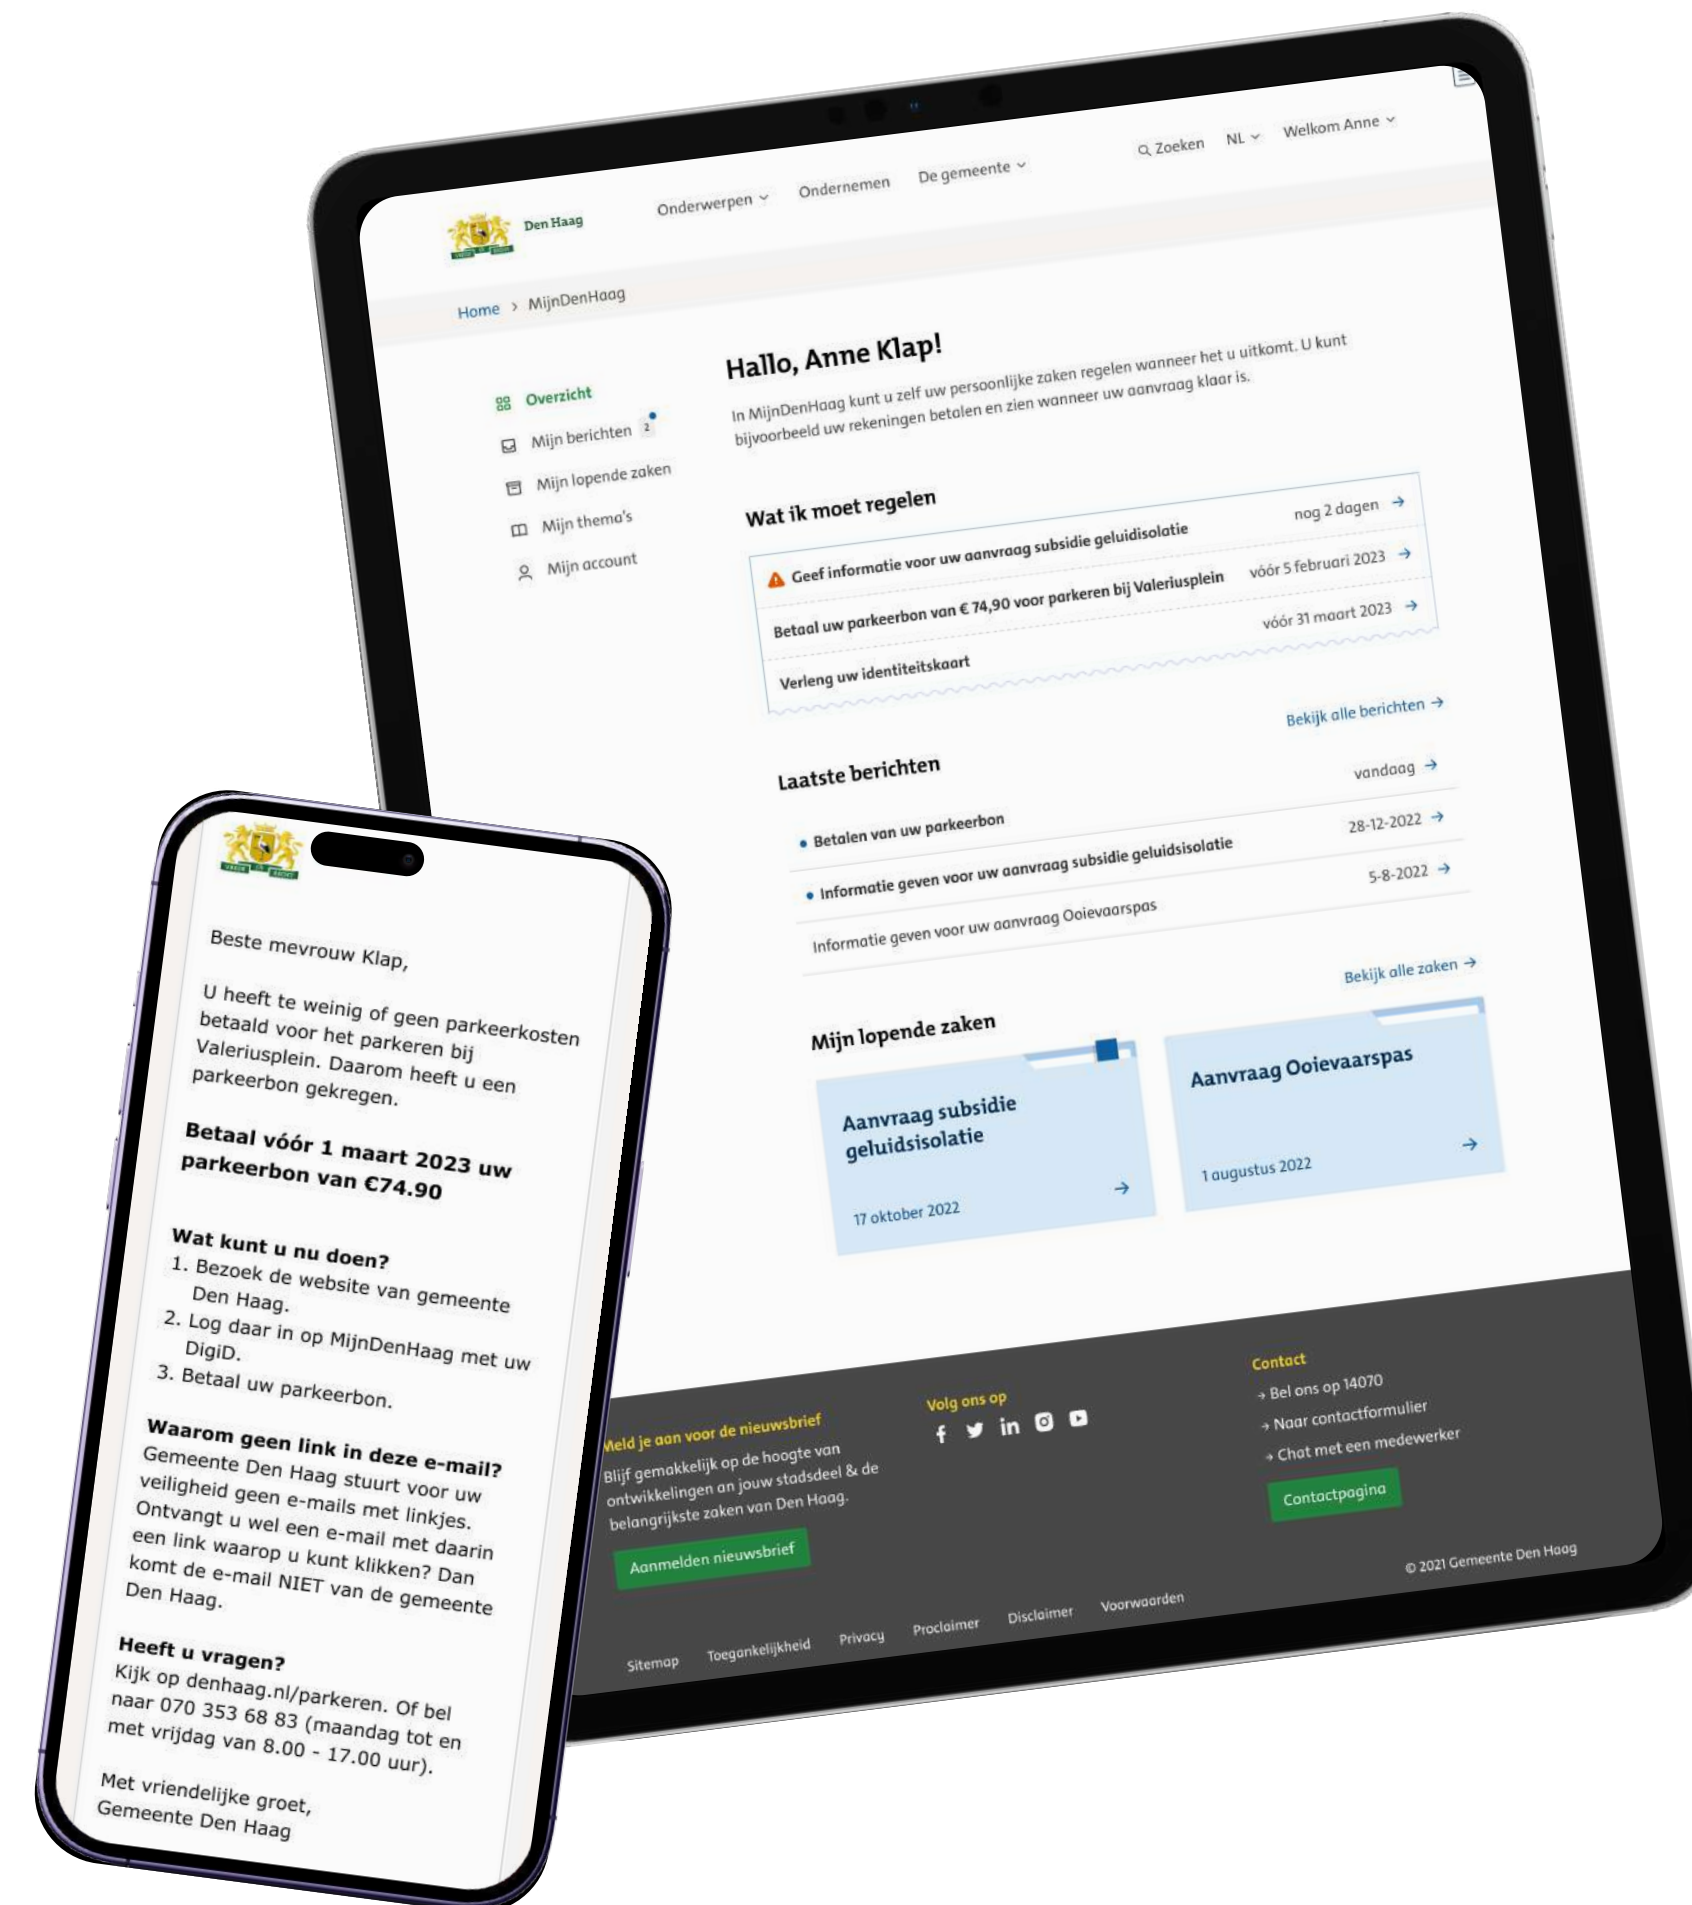 Den Haag
Onderwerpen
Ondernemen
De gemeente
Zoeken
NL
Welkom Anne
Home > MijnDenHaag
Overzicht
Mijn berichten 2
Mijn lopende zaken
Mijn thema's
Mijn account
Hallo, Anne Klap!
In MijnDenHaag kunt u zelf uw persoonlijke zaken regelen wanneer het u uitkomt. U kunt
bijvoorbeeld uw rekeningen betalen en zien wanneer uw aanvraag klaar is.
Wat ik moet regelen
Geef informatie voor uw aanvraag subsidie geluidisolatie nog 2 dagen →
Betaal uw parkeerbon van € 74,90 voor parkeren bij Valeriusplein vóór 5 februari 2023 →
Verleng uw identiteitskaart vóór 31 maart 2023 →
Bekijk alle berichten →
Laatste berichten
• Betalen van uw parkeerbon vandaag →
• Informatie geven voor uw aanvraag subsidie geluidsisolatie 28-12-2022 →
Informatie geven voor uw aanvraag Ooievaarspas 5-8-2022 →
Bekijk alle zaken →
Mijn lopende zaken
Aanvraag subsidie
geluidsisolatie
17 oktober 2022 →
Aanvraag Ooievaarspas
1 augustus 2022 →
Meld je aan voor de nieuwsbrief
Blijf gemakkelijk op de hoogte van
ontwikkelingen an jouw stadsdeel & de
belangrijkste zaken van Den Haag.
Aanmelden nieuwsbrief
Volg ons op
Contact
→ Bel ons op 14070
→ Naar contactformulier
→ Chat met een medewerker
Contactpagina
© 2021 Gemeente Den Haag
Sitemap
Toegankelijkheid
Privacy
Proclaimer
Disclaimer
Voorwaarden
Beste mevrouw Klap,
U heeft te weinig of geen parkeerkosten
betaald voor het parkeren bij
Valeriusplein. Daarom heeft u een
parkeerbon gekregen.
Betaal vóór 1 maart 2023 uw
parkeerbon van €74.90
Wat kunt u nu doen?
1. Bezoek de website van gemeente
Den Haag.
2. Log daar in op MijnDenHaag met uw
DigiD.
3. Betaal uw parkeerbon.
Waarom geen link in deze e-mail?
Gemeente Den Haag stuurt voor uw
veiligheid geen e-mails met linkjes.
Ontvangt u wel een e-mail met daarin
een link waarop u kunt klikken? Dan
komt de e-mail NIET van de gemeente
Den Haag.
Heeft u vragen?
Kijk op denhaag.nl/parkeren. Of bel
naar 070 353 68 83 (maandag tot en
met vrijdag van 8.00 - 17.00 uur).
Met vriendelijke groet,
Gemeente Den Haag